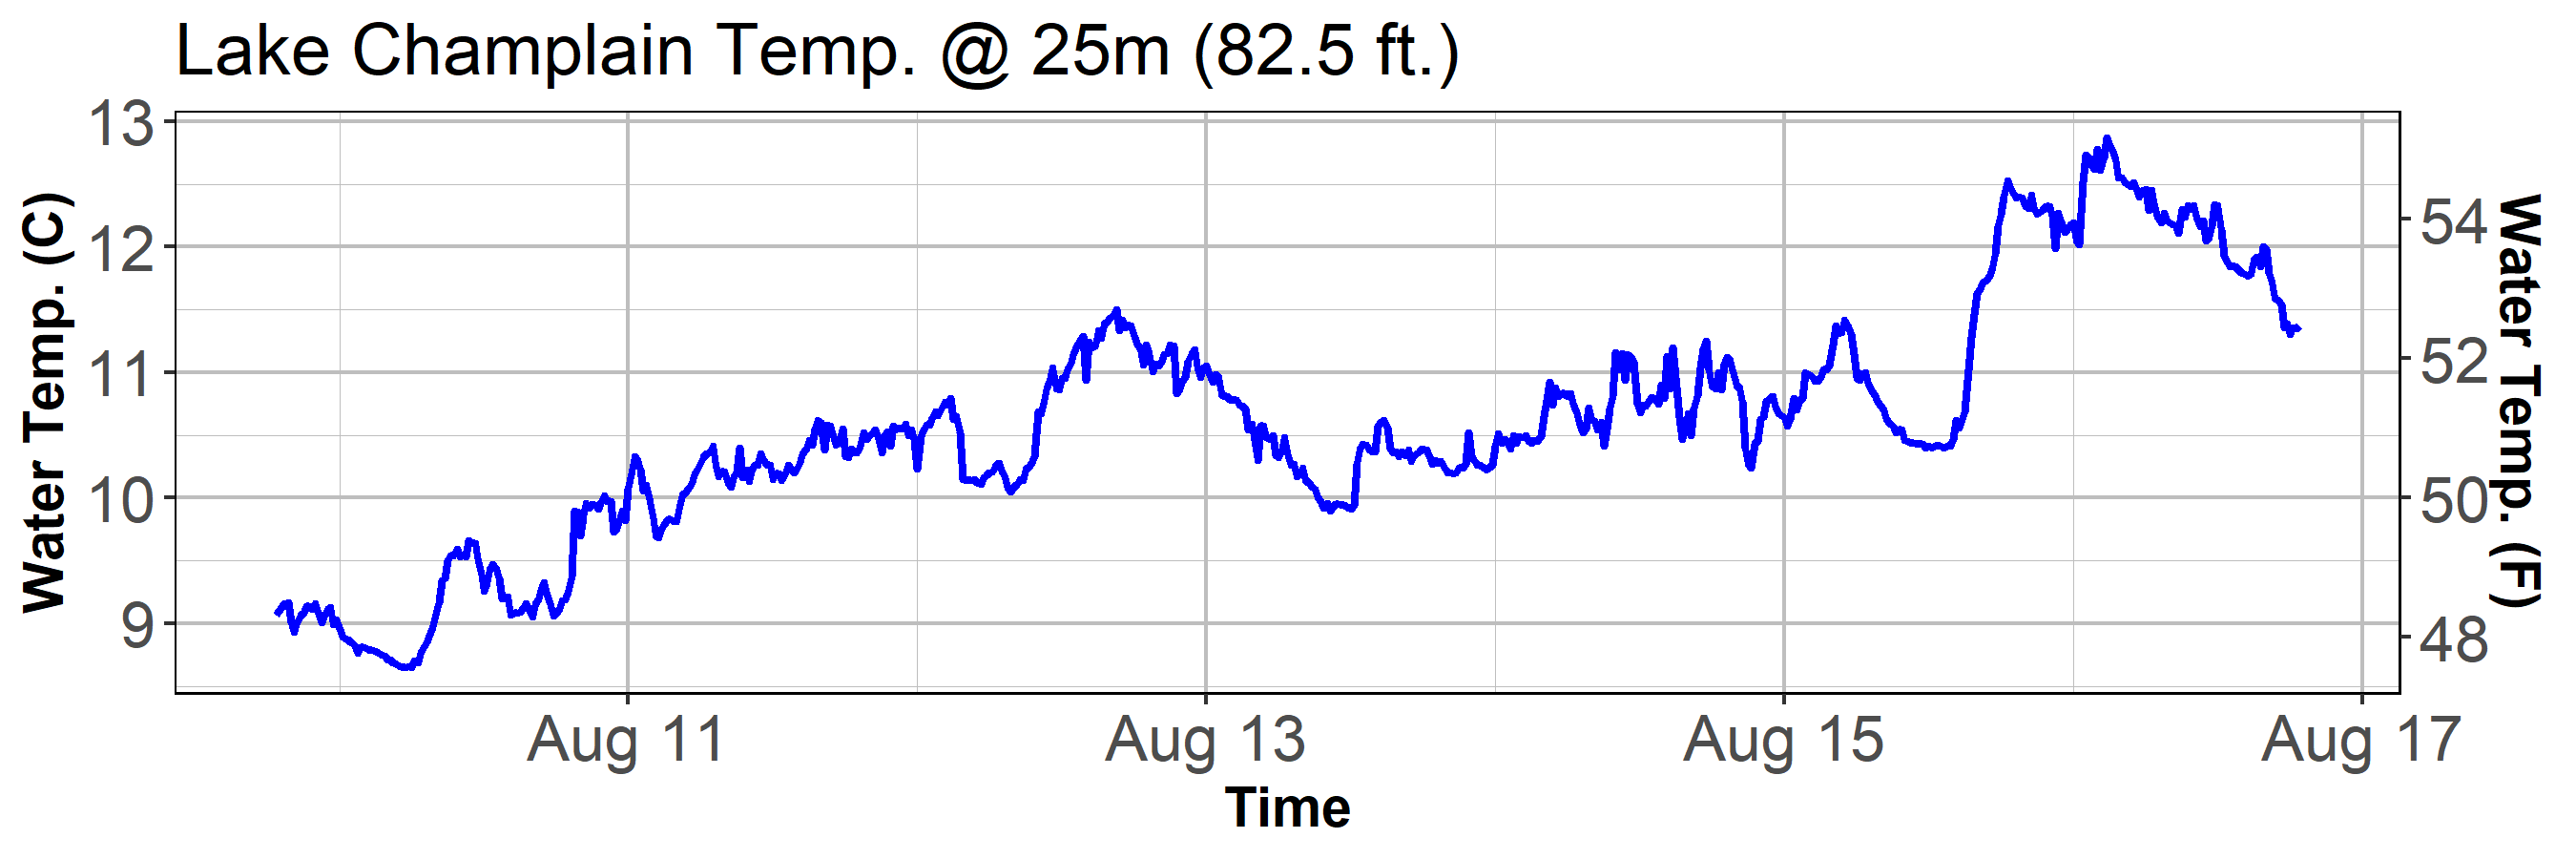 Lake Champlain Temp. @ 25m (82.5 ft.)
Water Temp. (C)
13
12
11
10
9
54
52
50
48
Water Temp. (F)
Aug 11 Aug 13 Aug 15 Aug 17
Time